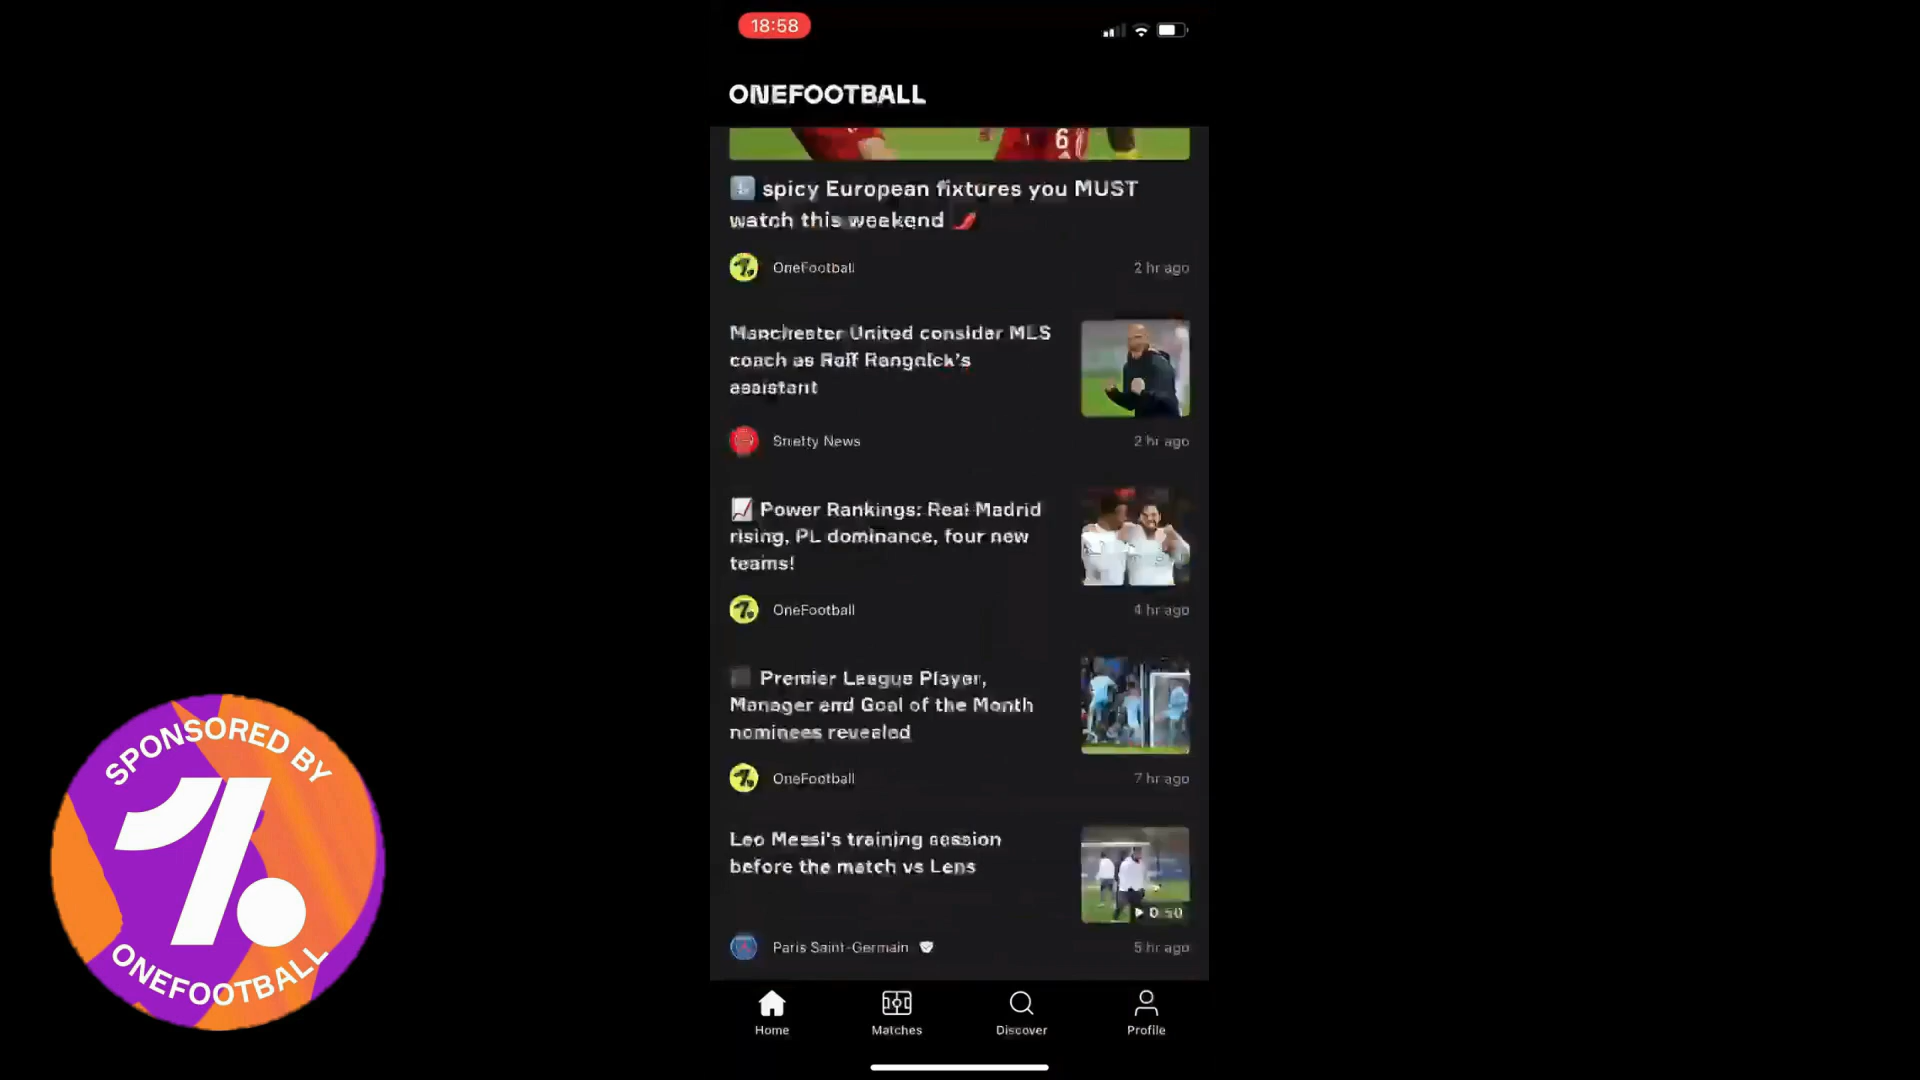 18:58
ONEFOOTBALL
6
spicy European fixtures you MUST
watch this weekend
OneFootball
2 hr ago
Manchester United consider MLS
coach as Ralf Rangnick's
assistant
News
2 hr ago
Power Rankings: Real Madrid
rising, PL dominance, four new
teams!
OneFootball
4 hr ago
Premier League Player,
Manager and Goal of the Month
nominees revealed
OneFootball
7 hr ago
Leo Messi's training session
before the match vs Lens
0:50
Paris Saint-Germain
5 hr ago
Home
Matches
Discover
Profile
SPONSORED BY
ONEFOOTBALL